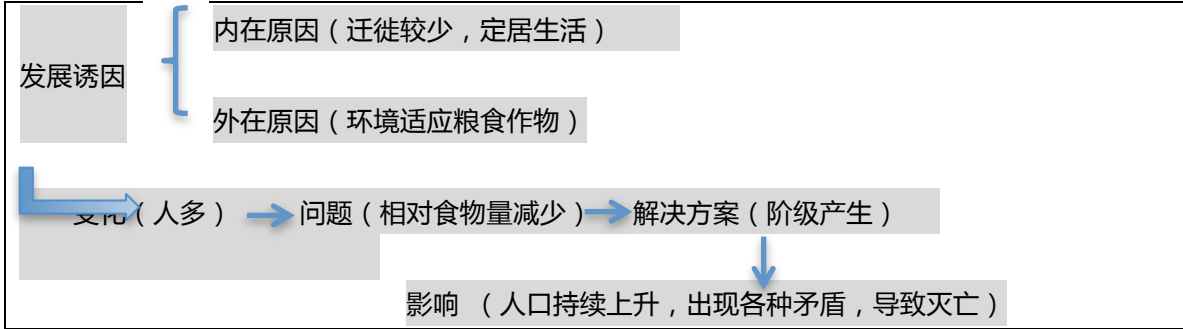 内在原因（迁徙较少，定居生活）
发展诱因
外在原因（环境适应粮食作物）
变化（人多） 问题（相对食物量减少） 解决方案（阶级产生）
影响 （人口持续上升，出现各种矛盾，导致灭亡）